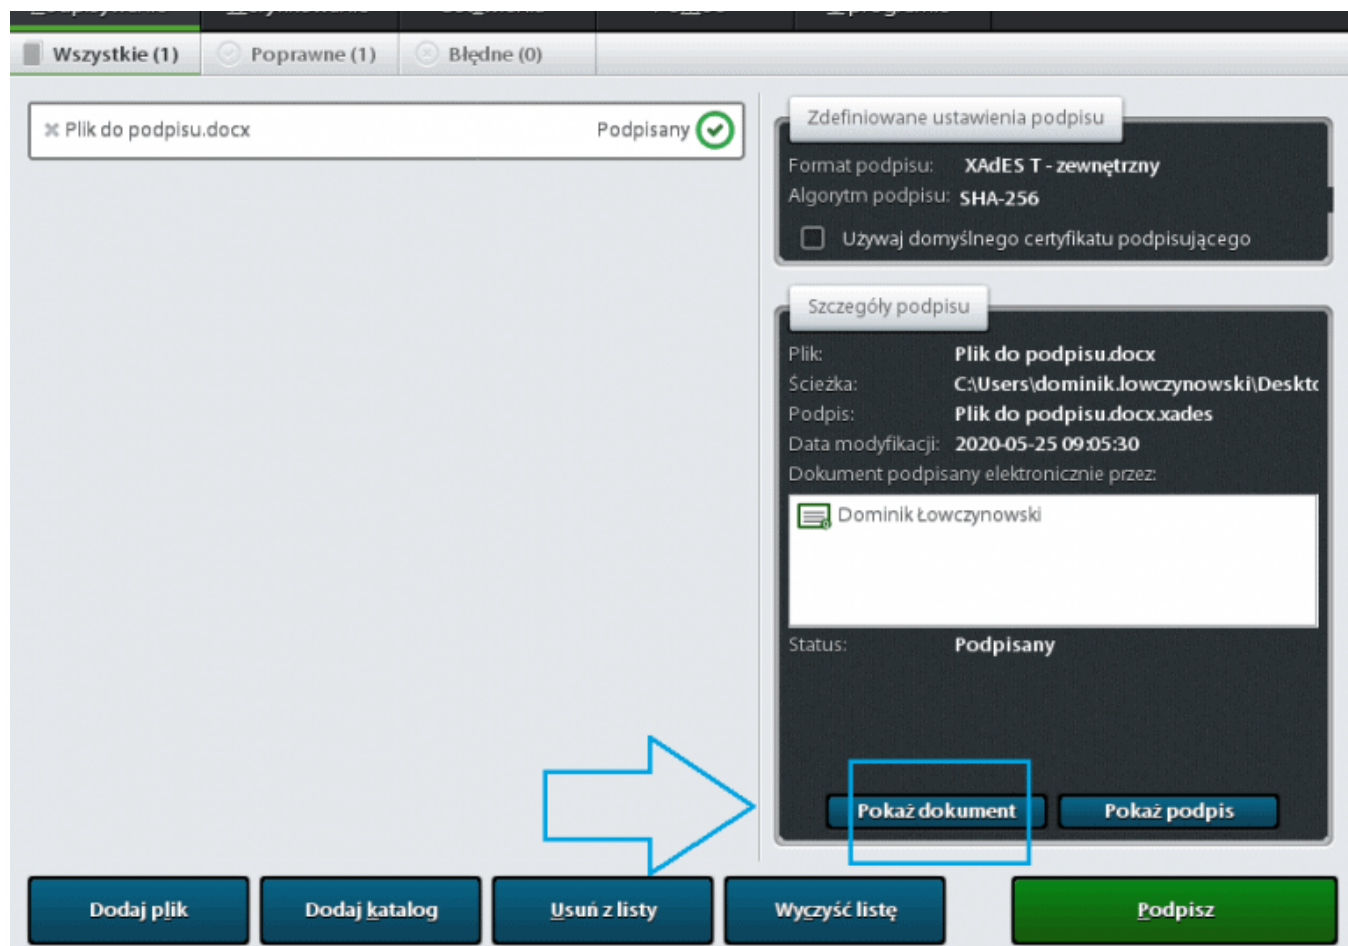 Wszystkie (1)
Poprawne (1)
Błędne (0)
Plik do podpisu.docx
Podpisany
Zdefiniowane ustawienia podpisu
Format podpisu: XAdES T - zewnętrzny
Algorytm podpisu: SHA-256
Używaj domyślnego certyfikatu podpisującego
Szczegóły podpisu
Plik: Plik do podpisu.docx
Ścieżka: C:\Users\dominik.lowczynowski\Deskto
Podpis: Plik do podpisu.docx.xades
Data modyfikacji: 2020-05-25 09:05:30
Dokument podpisany elektronicznie przez:
Dominik Łowczynowski
Status: Podpisany
Pokaż dokument
Pokaż podpis
Dodaj plik
Dodaj katalog
Usuń z listy
Wyczyść listę
Podpisz